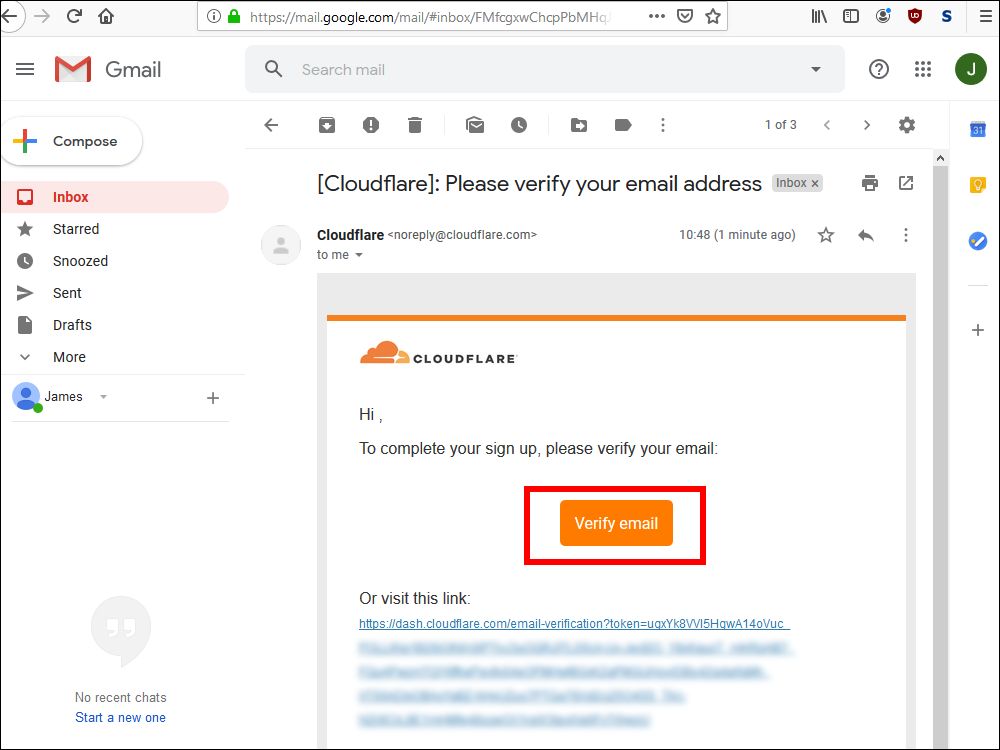 https://mail.google.com/mail/#inbox/FMfcgxwChcpPbMHqJ
Gmail
Search mail
J
Compose
1 of 3
31
Inbox
Starred
Snoozed
Sent
Drafts
More
James
No recent chats
Start a new one
[Cloudflare]: Please verify your email address
Inbox x
Cloudflare <noreply@cloudflare.com>
10:48 (1 minute ago)
to me
CLOUDFLARE
Hi ,
To complete your sign up, please verify your email:
Verify email
Or visit this link:
https://dash.cloudflare.com/email-verification?token=uqxYk8VVl5HqwA14oVuc_